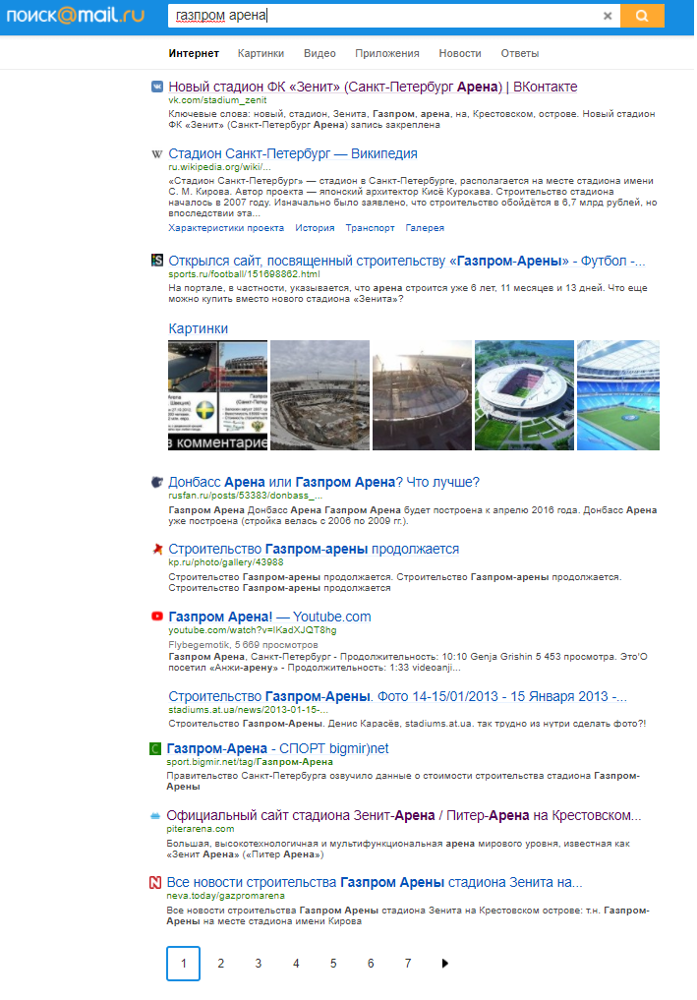 поиск@mail.ru
газпром арена
Интернет Картинки Видео Приложения Новости Ответы
Новый стадион ФК «Зенит» (Санкт-Петербург Арена) | ВКонтакте
vk.com/stadium_zenit
Ключевые слова: новый, стадион, Зенита, Газпром, арена, на, Крестовском, острове. Новый стадион
ФК «Зенит» (Санкт-Петербург Арена) запись закреплена
Стадион Санкт-Петербург — Википедия
ru.wikipedia.org/wiki/...
«Стадион Санкт-Петербург» — стадион в Санкт-Петербурге, располагается на месте стадиона имени
С. М. Кирова. Автор проекта — японский архитектор Кисё Курокава. Строительство стадиона
началось в 2007 году. Изначально было заявлено, что строительство обойдётся в 6,7 млрд рублей, но
впоследствии эта...
Характеристики проекта История Транспорт Галерея
Открылся сайт, посвященный строительству «Газпром-Арены» - Футбол -...
sports.ru/football/151698862.html
На портале, в частности, указывается, что арена строится уже 6 лет, 11 месяцев и 13 дней. Что еще
можно купить вместо нового стадиона «Зенита»?
Картинки
в комментарие
Донбасс Арена или Газпром Арена? Что лучше?
rusfan.ru/posts/53383/donbass_...
Газпром Арена Донбасс Арена Газпром Арена будет построена к апрелю 2016 года. Донбасс Арена
уже построена (стройка велась с 2006 по 2009 гг.).
Строительство Газпром-арены продолжается
kp.ru/photo/gallery/43988
Строительство Газпром-арены продолжается. Строительство Газпром-арены продолжается.
Строительство Газпром-арены продолжается
Газпром Арена! — Youtube.com
youtube.com/watch?v=IKadXJQT8hg
Flybegemotik, 5 669 просмотров
Газпром Арена, Санкт-Петербург - Продолжительность: 10:10 Genja Grishin 5 453 просмотра. Это'О
посетил «Анжи-арену» - Продолжительность: 1:33 videoanji...
Строительство Газпром-Арены. Фото 14-15/01/2013 - 15 Января 2013 -...
stadiums.at.ua/news/2013-01-15-...
Строительство Газпром-Арены. Денис Карасёв, stadiums.at.ua. так трудно из нутри сделать фото?!
Газпром-Арена - СПОРТ bigmir)net
sport.bigmir.net/tag/Газпром-Арена
Правительство Санкт-Петербурга озвучило данные о стоимости строительства стадиона Газпром-
Арены
Официальный сайт стадиона Зенит-Арена / Питер-Арена на Крестовском...
piterarena.com
Большая, высокотехнологичная и мультифункциональная арена мирового уровня, известная как
«Зенит Арена» («Питер Арена»)
Все новости строительства Газпром Арены стадиона Зенита на...
neva.today/gazpromarena
Все новости строительства Газпром Арены стадиона Зенита на Крестовском острове: т.н. Газпром-
Арены на месте стадиона имени Кирова
1 2 3 4 5 6 7